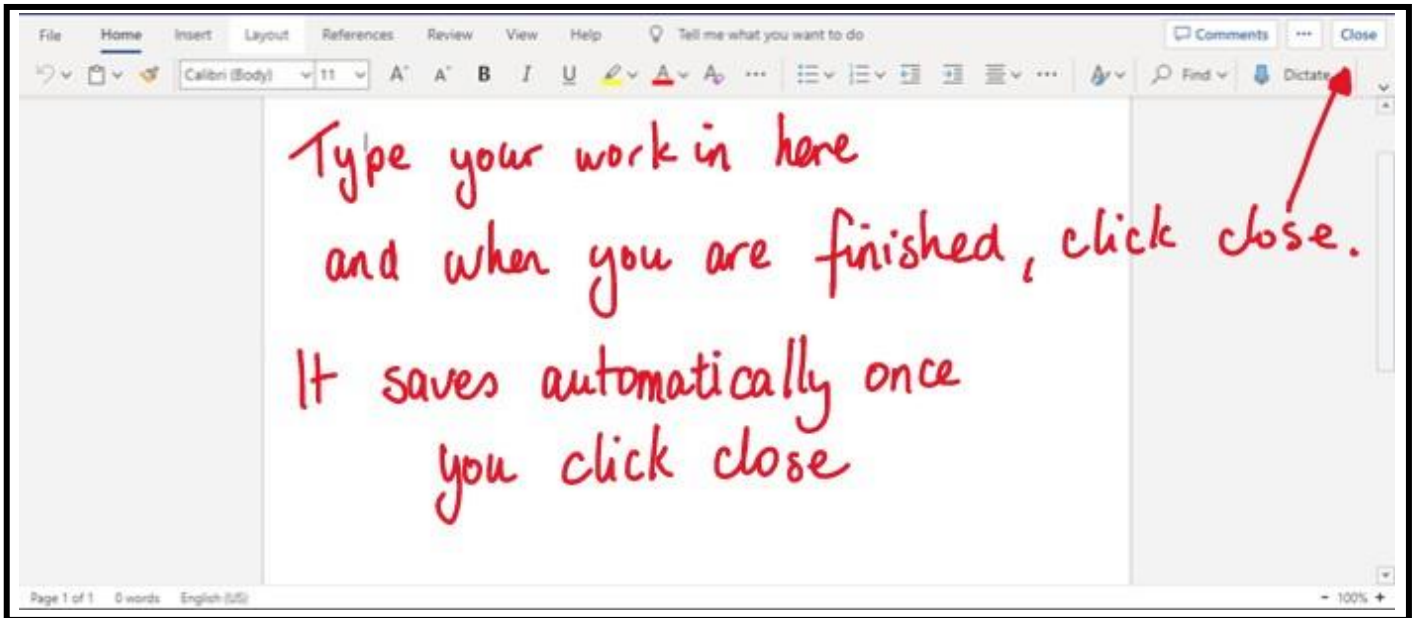 File Home Insert Layout References Review View Help Tell me what you want to do Comments ... Close
Calibri (Body) 11 A A B I U A A ... ... Find Dictate
Type your work in here
and when you are finished, click close.
It saves automatically once
you click close
Page 1 of 1 0 words English (US) - 100% +